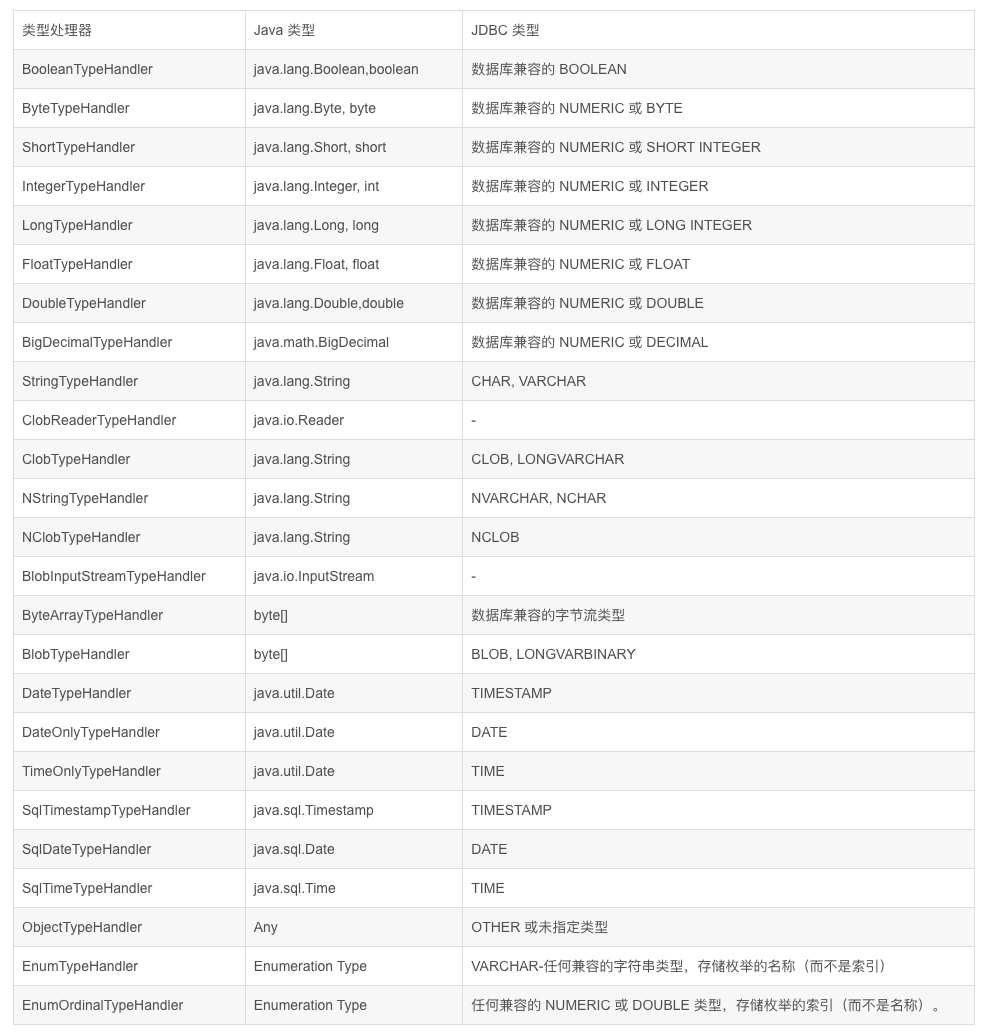 类型处理器 Java 类型 JDBC 类型
BooleanTypeHandler java.lang.Boolean,boolean 数据库兼容的 BOOLEAN
ByteTypeHandler java.lang.Byte, byte 数据库兼容的 NUMERIC 或 BYTE
ShortTypeHandler java.lang.Short, short 数据库兼容的 NUMERIC 或 SHORT INTEGER
IntegerTypeHandler java.lang.Integer, int 数据库兼容的 NUMERIC 或 INTEGER
LongTypeHandler java.lang.Long, long 数据库兼容的 NUMERIC 或 LONG INTEGER
FloatTypeHandler java.lang.Float, float 数据库兼容的 NUMERIC 或 FLOAT
DoubleTypeHandler java.lang.Double,double 数据库兼容的 NUMERIC 或 DOUBLE
BigDecimalTypeHandler java.math.BigDecimal 数据库兼容的 NUMERIC 或 DECIMAL
StringTypeHandler java.lang.String CHAR, VARCHAR
ClobReaderTypeHandler java.io.Reader -
ClobTypeHandler java.lang.String CLOB, LONGVARCHAR
NStringTypeHandler java.lang.String NVARCHAR, NCHAR
NClobTypeHandler java.lang.String NCLOB
BlobInputStreamTypeHandler java.io.InputStream -
ByteArrayTypeHandler byte[] 数据库兼容的字节流类型
BlobTypeHandler byte[] BLOB, LONGVARBINARY
DateTypeHandler java.util.Date TIMESTAMP
DateOnlyTypeHandler java.util.Date DATE
TimeOnlyTypeHandler java.util.Date TIME
SqlTimestampTypeHandler java.sql.Timestamp TIMESTAMP
SqlDateTypeHandler java.sql.Date DATE
SqlTimeTypeHandler java.sql.Time TIME
ObjectTypeHandler Any OTHER 或未指定类型
EnumTypeHandler Enumeration Type VARCHAR-任何兼容的字符串类型，存储枚举的名称（而不是索引）
EnumOrdinalTypeHandler Enumeration Type 任何兼容的 NUMERIC 或 DOUBLE 类型，存储枚举的索引（而不是名称）。